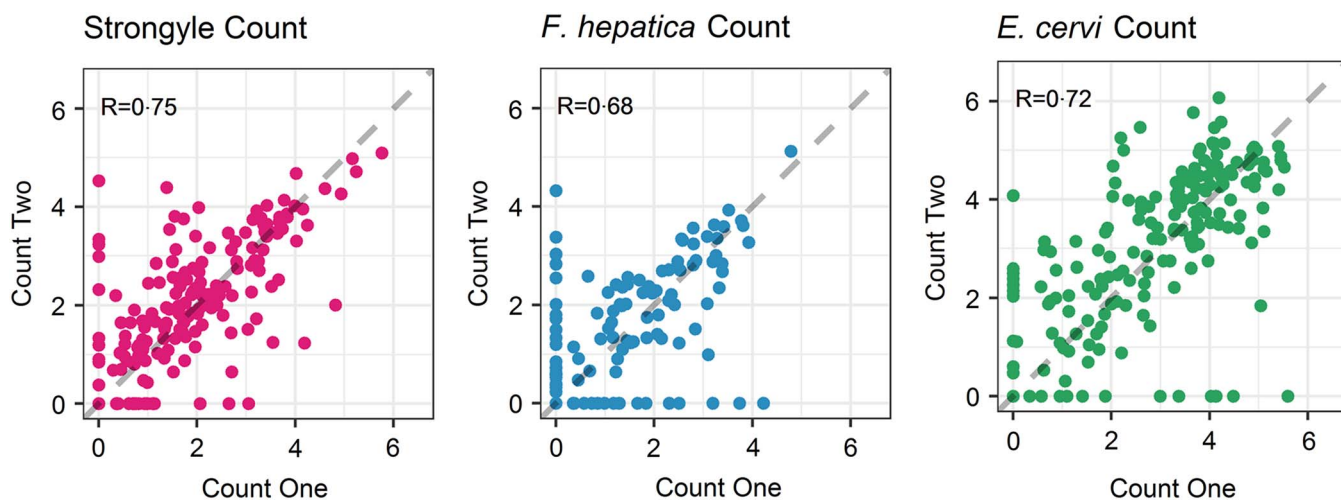 Strongyle Count
F. hepatica Count
E. cervi Count
R=0·75
R=0·68
R=0·72
Count Two
6
4
2
0
0 2 4 6
Count One
Count Two
6
4
2
0
0 2 4 6
Count One
Count Two
6
4
2
0
0 2 4 6
Count One